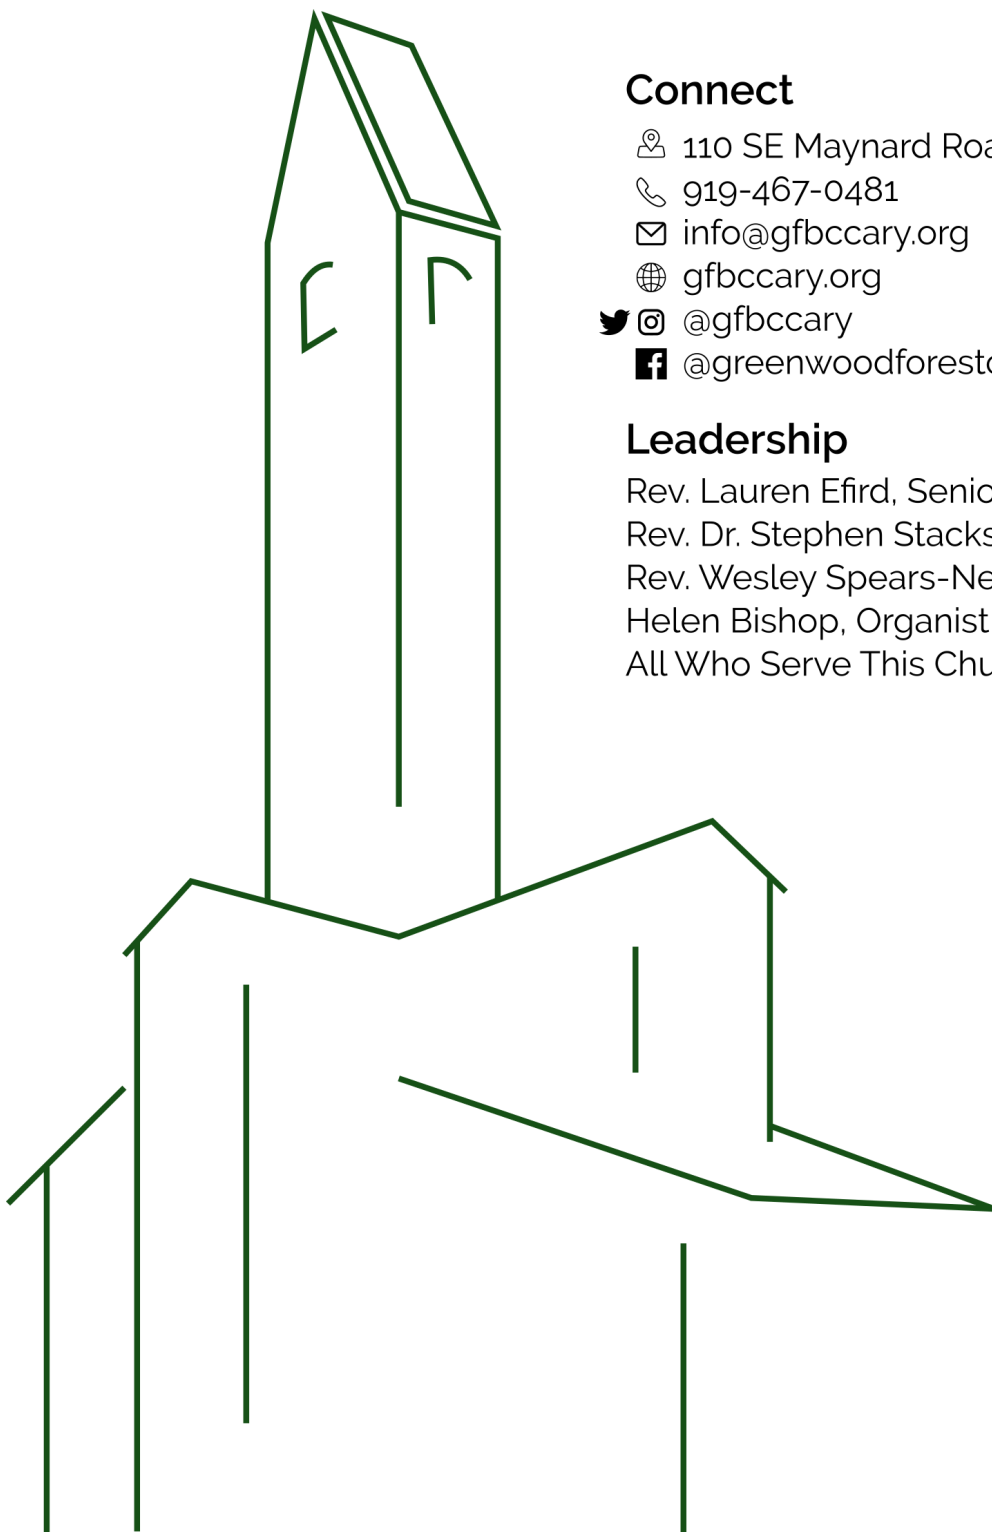 Connect
110 SE Maynard Roa
919-467-0481
info@gfbccary.org
gfbccary.org
@gfbccary
@greenwoodforest
Leadership
Rev. Lauren Efird, Senio
Rev. Dr. Stephen Stacks
Rev. Wesley Spears-Ne
Helen Bishop, Organist
All Who Serve This Chu